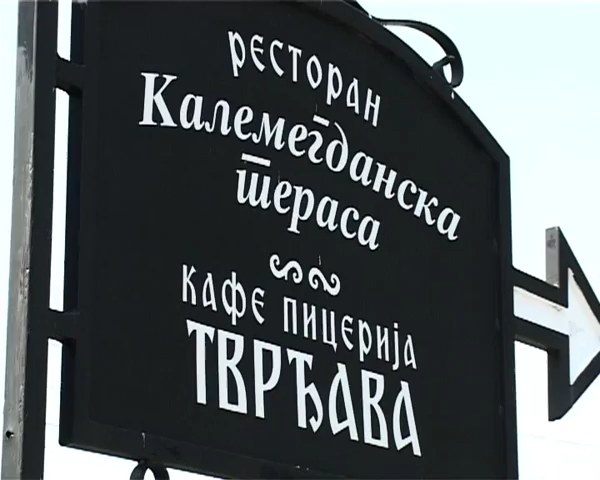 РЕСТОРАН
Калемегданска
тераса
КАФЕ ПИЦЕРИЈА
ТВРЂАВА